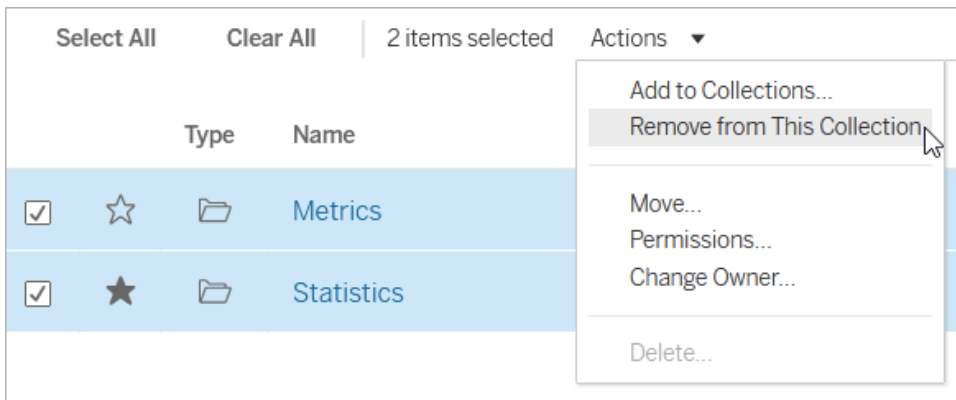 Select All Clear All 2 items selected Actions
Add to Collections...
Remove from This Collection
Type Name
Metrics
Move...
Permissions...
Change Owner...
Statistics
Delete...